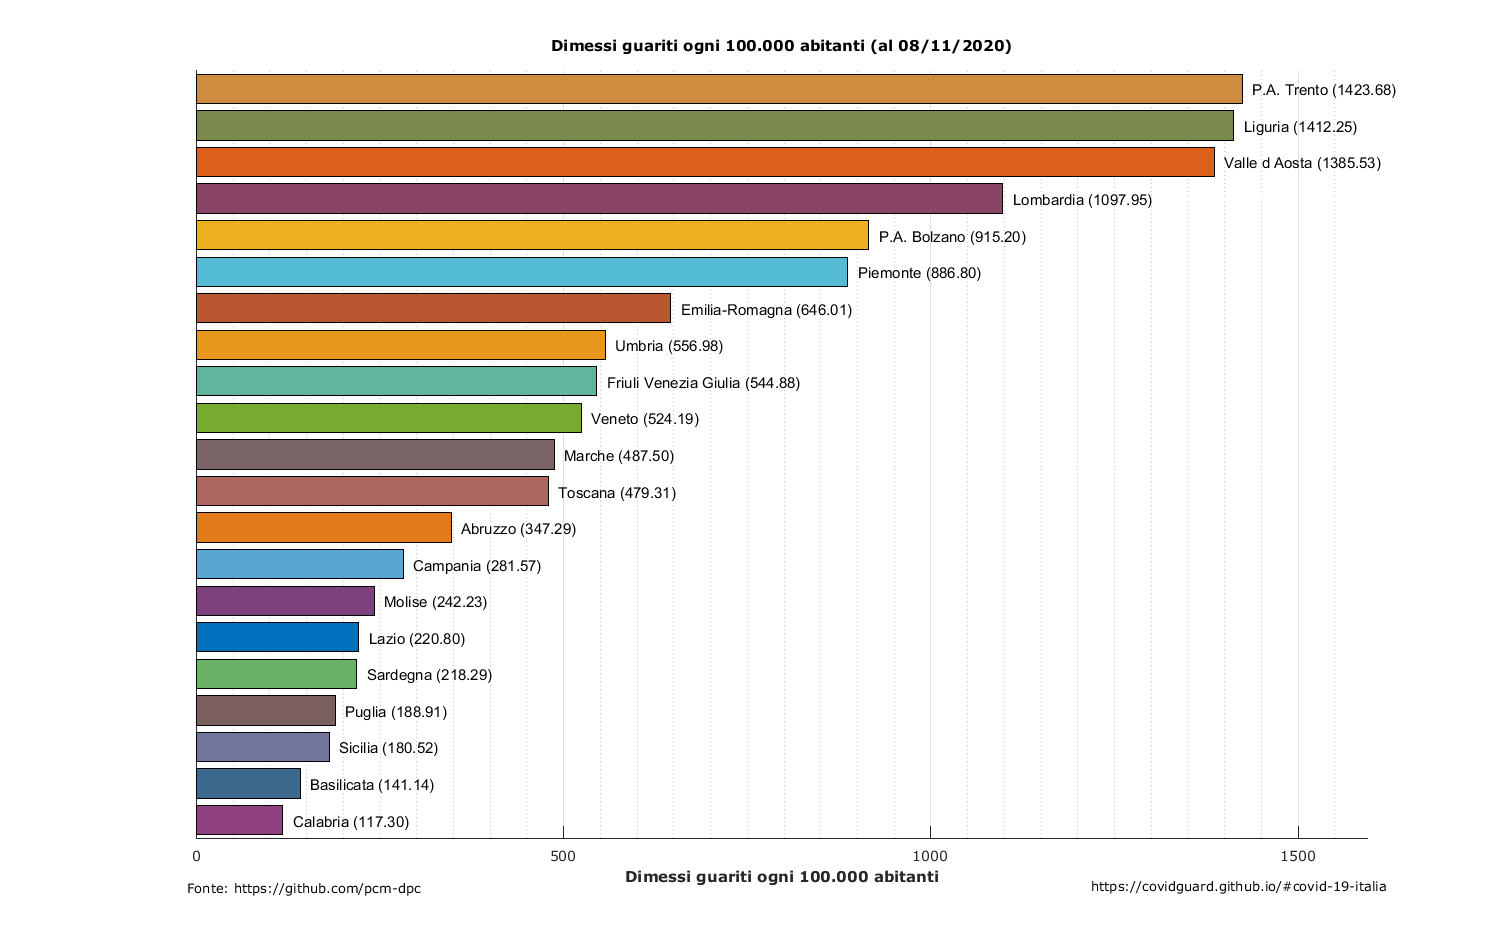 Dimessi guariti ogni 100.000 abitanti (al 08/11/2020)
P.A. Trento (1423.68)
Liguria (1412.25)
Valle d Aosta (1385.53)
Lombardia (1097.95)
P.A. Bolzano (915.20)
Piemonte (886.80)
Emilia-Romagna (646.01)
Umbria (556.98)
Friuli Venezia Giulia (544.88)
Veneto (524.19)
Marche (487.50)
Toscana (479.31)
Abruzzo (347.29)
Campania (281.57)
Molise (242.23)
Lazio (220.80)
Sardegna (218.29)
Puglia (188.91)
Sicilia (180.52)
Basilicata (141.14)
Calabria (117.30)
0 500 1000 1500
Dimessi guariti ogni 100.000 abitanti
Fonte: https://github.com/pcm-dpc
https://covidguard.github.io/#covid-19-italia